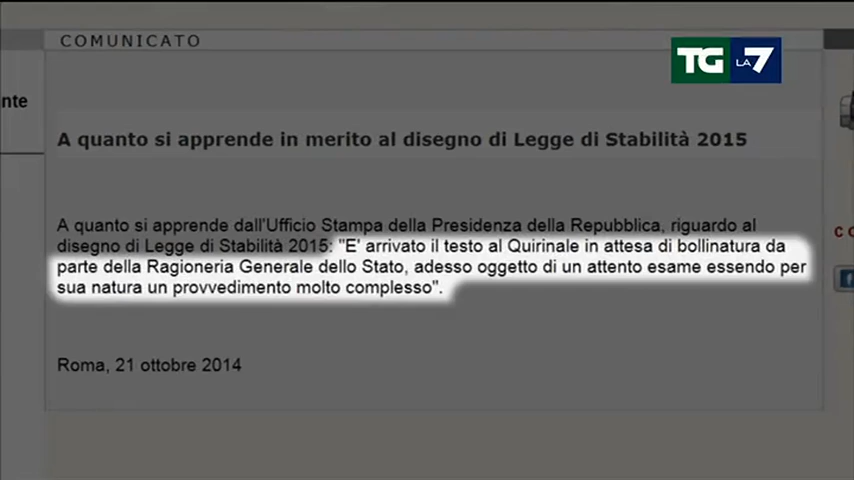 COMUNICATO
TG LA7
nte
A quanto si apprende in merito al disegno di Legge di Stabilità 2015
A quanto si apprende dall'Ufficio Stampa della Presidenza della Repubblica, riguardo al
disegno di Legge di Stabilità 2015: "E' arrivato il testo al Quirinale in attesa di bollinatura da
parte della Ragioneria Generale dello Stato, adesso oggetto di un attento esame essendo per
sua natura un provvedimento molto complesso".
CO
Roma, 21 ottobre 2014